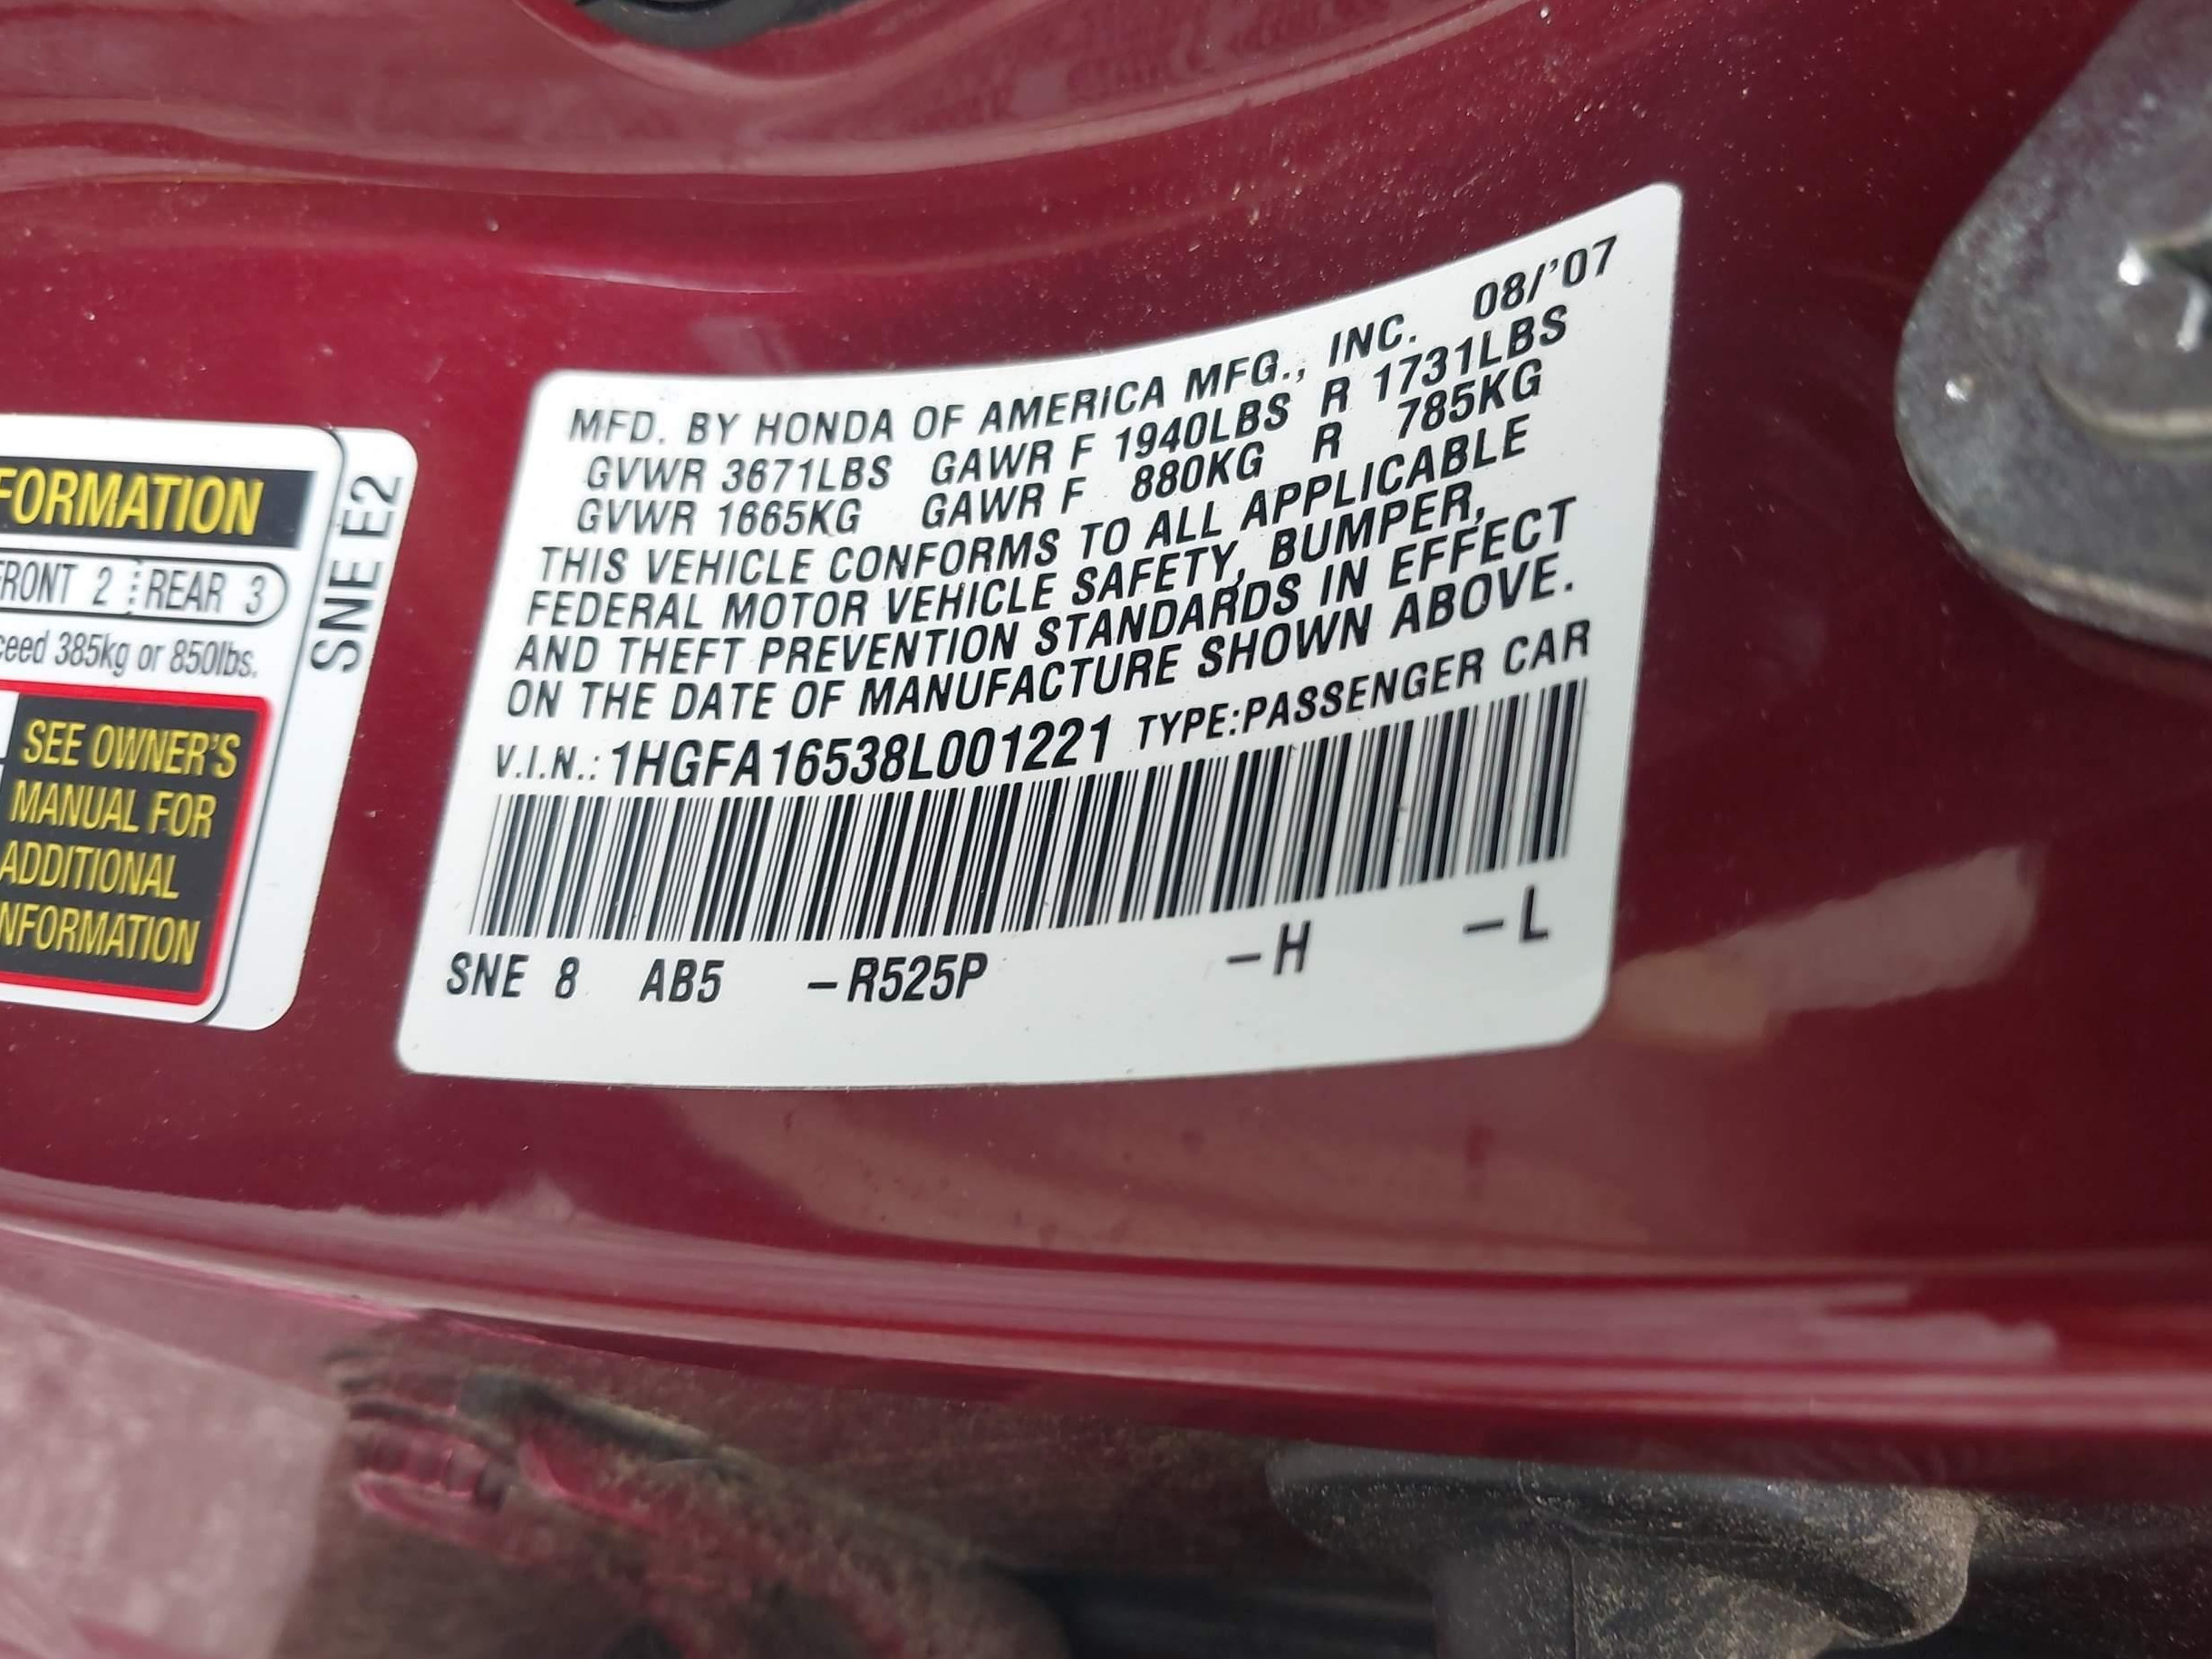 MFD. BY HONDA OF AMERICA MFG., INC. 08/'07
GVWR 3671LBS GAWR F 1940LBS R 1731LBS
GVWR 1665KG GAWR F 880KG R 785KG
THIS VEHICLE CONFORMS TO ALL APPLICABLE
FEDERAL MOTOR VEHICLE SAFETY, BUMPER,
AND THEFT PREVENTION STANDARDS IN EFFECT
ON THE DATE OF MANUFACTURE SHOWN ABOVE.
V.I.N.: 1HGFA16538L001221 TYPE:PASSENGER CAR
SNE 8 AB5 –R525P –H –L
FORMATION
RONT 2 REAR 3
ceed 385kg or 850lbs.
SEE OWNER'S
MANUAL FOR
ADDITIONAL
NFORMATION
SNE E2